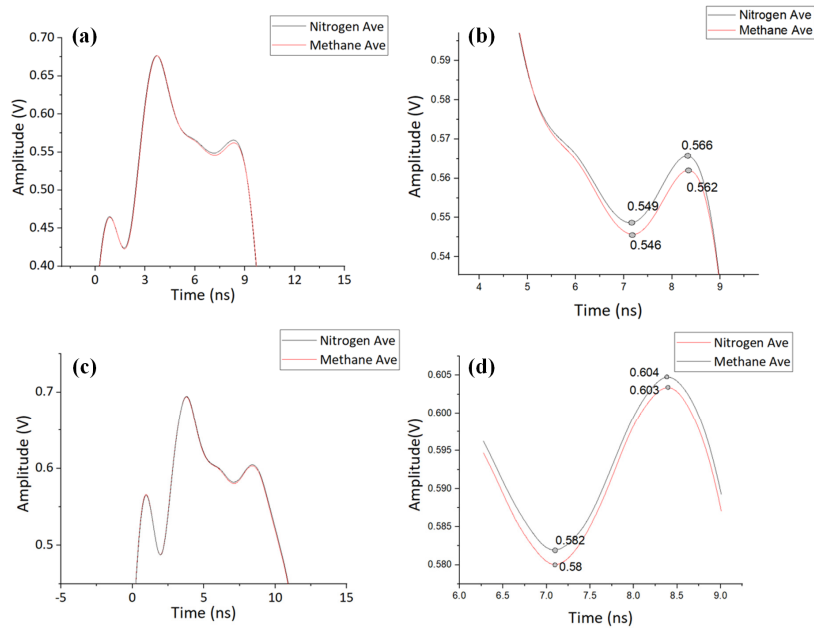 (a)
Nitrogen Ave
Methane Ave
Amplitude (V)
0.70
0.65
0.60
0.55
0.50
0.45
0.40
0
3
6
9
12
15
Time (ns)
(b)
Nitrogen Ave
Methane Ave
Amplitude (V)
0.59
0.58
0.57
0.56
0.55
0.54
0.566
0.562
0.549
0.546
4
5
6
7
8
9
Time (ns)
(c)
Nitrogen Ave
Methane Ave
Amplitude (V)
0.7
0.6
0.5
-5
0
5
10
15
Time (ns)
(d)
Nitrogen Ave
Methane Ave
Amplitude(V)
0.605
0.600
0.595
0.590
0.585
0.580
0.604
0.603
0.582
0.58
6.0
6.5
7.0
7.5
8.0
8.5
9.0
Time (ns)